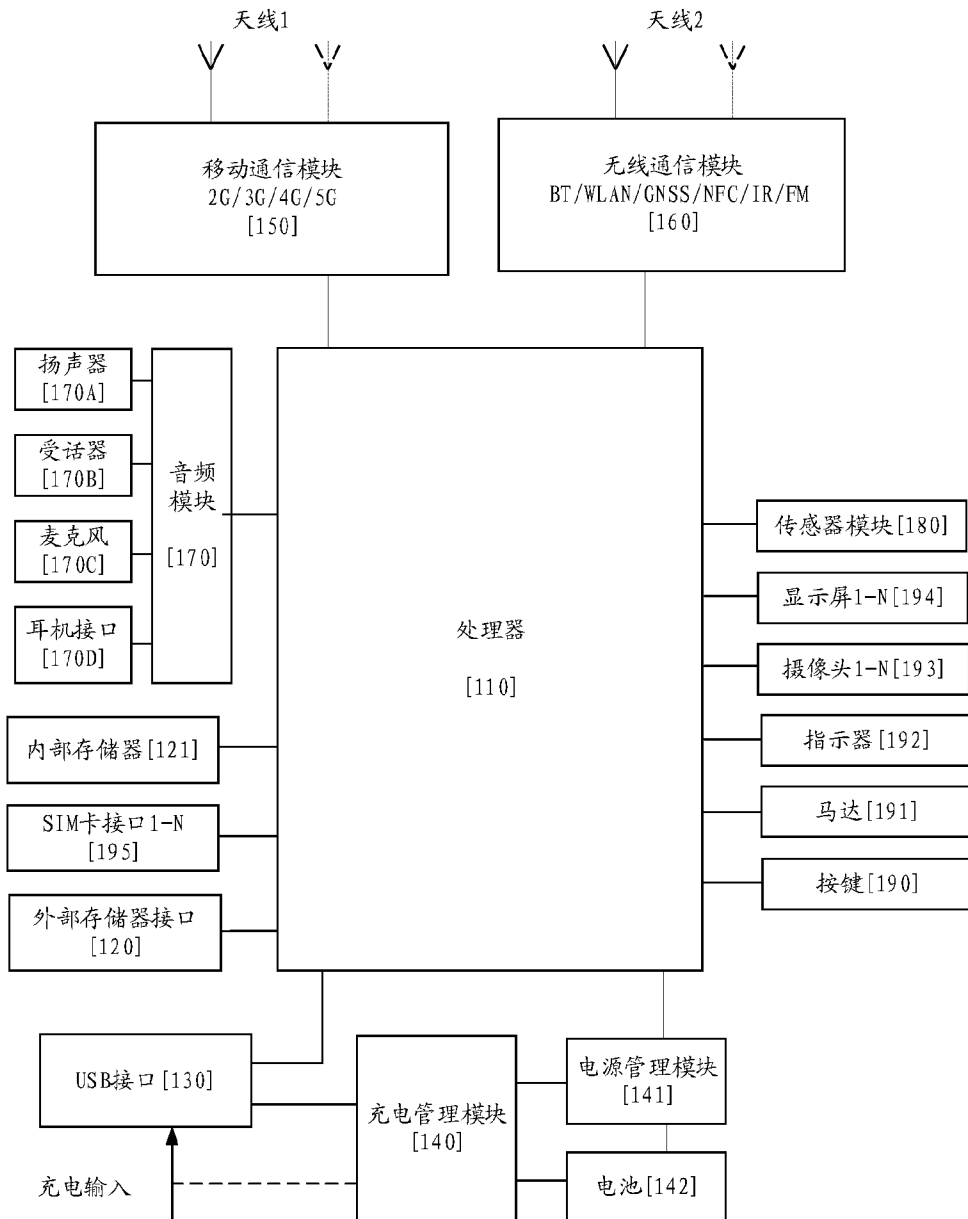 天线1
天线2
移动通信模块
2G/3G/4G/5G
[150]
无线通信模块
BT/WLAN/GNSS/NFC/IR/FM
[160]
扬声器
[170A]
受话器
[170B]
麦克风
[170C]
耳机接口
[170D]
音频
模块
[170]
处理器
[110]
传感器模块[180]
显示屏1-N[194]
摄像头1-N[193]
指示器[192]
马达[191]
按键[190]
内部存储器[121]
SIM卡接口1-N
[195]
外部存储器接口
[120]
USB接口[130]
充电管理模块
[140]
电源管理模块
[141]
充电输入
电池[142]